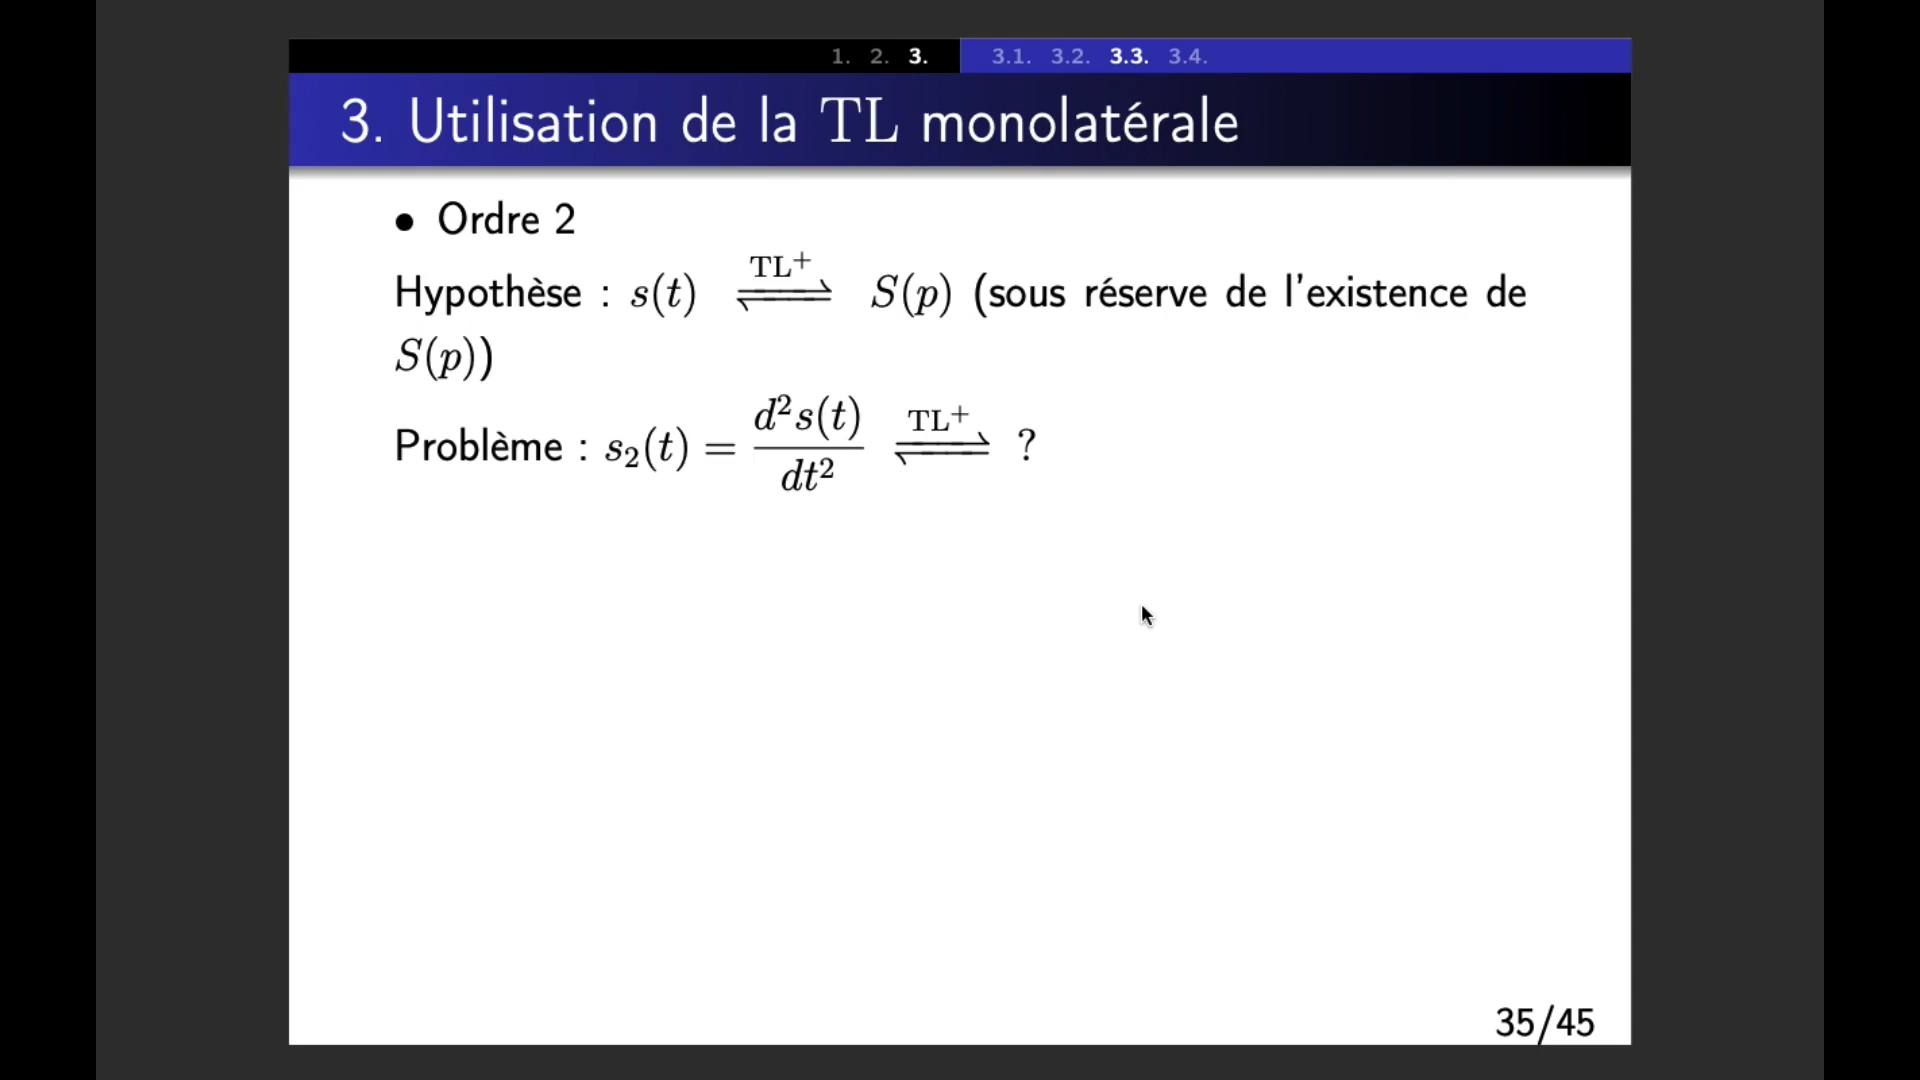 1. 2. 3. 3.1. 3.2. 3.3. 3.4.
3. Utilisation de la TL monolatérale
• Ordre 2
Hypothèse : s(t) TL⁺ ⇌ S(p) (sous réserve de l'existence de
S(p))
Problème : s₂(t) = d²s(t)/dt² TL⁺ ⇌ ?
35/45